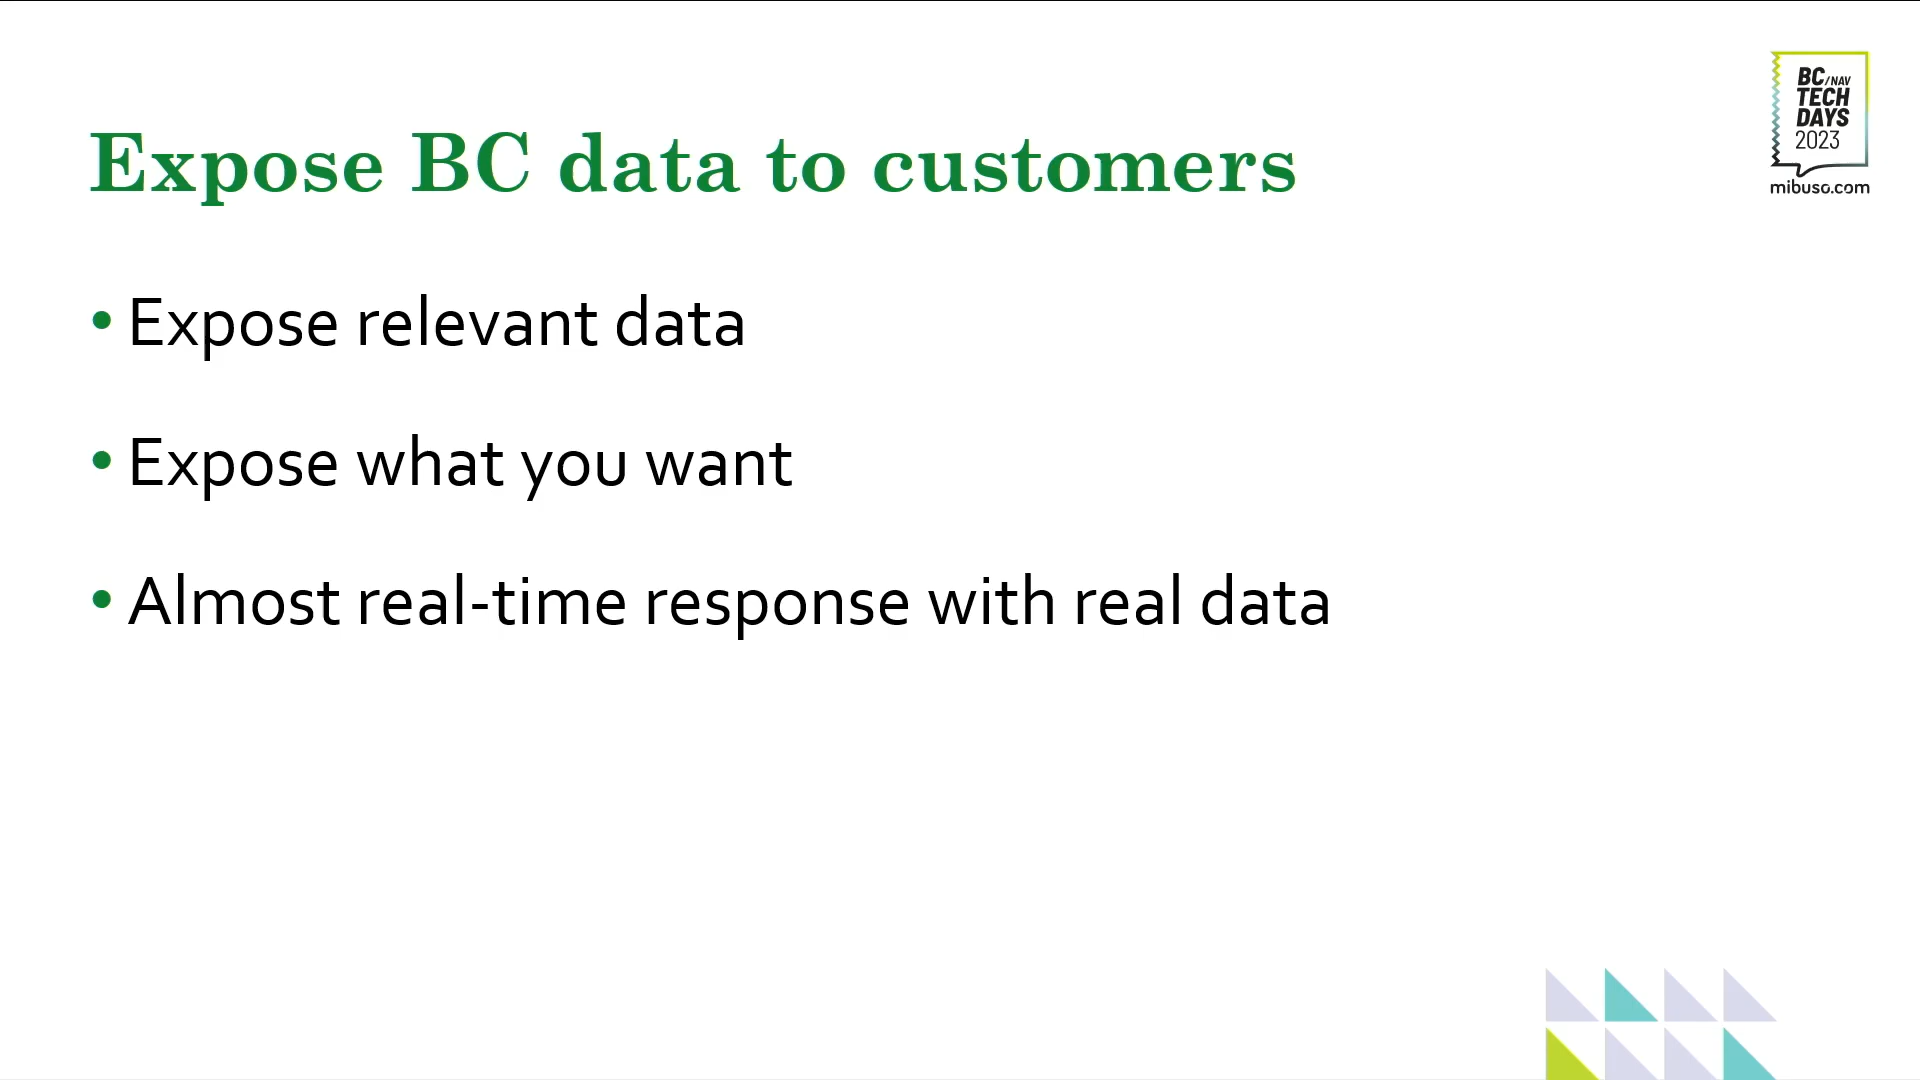 Expose BC data to customers
BC/NAV
TECH
DAYS
2023
mibuso.com
• Expose relevant data
• Expose what you want
• Almost real-time response with real data